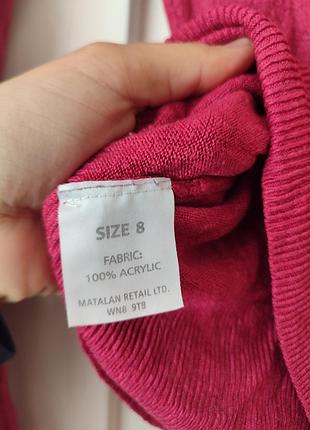 SIZE 8
FABRIC:
100% ACRYLIC
MATALAN RETAIL LTD.
WN8 9TB